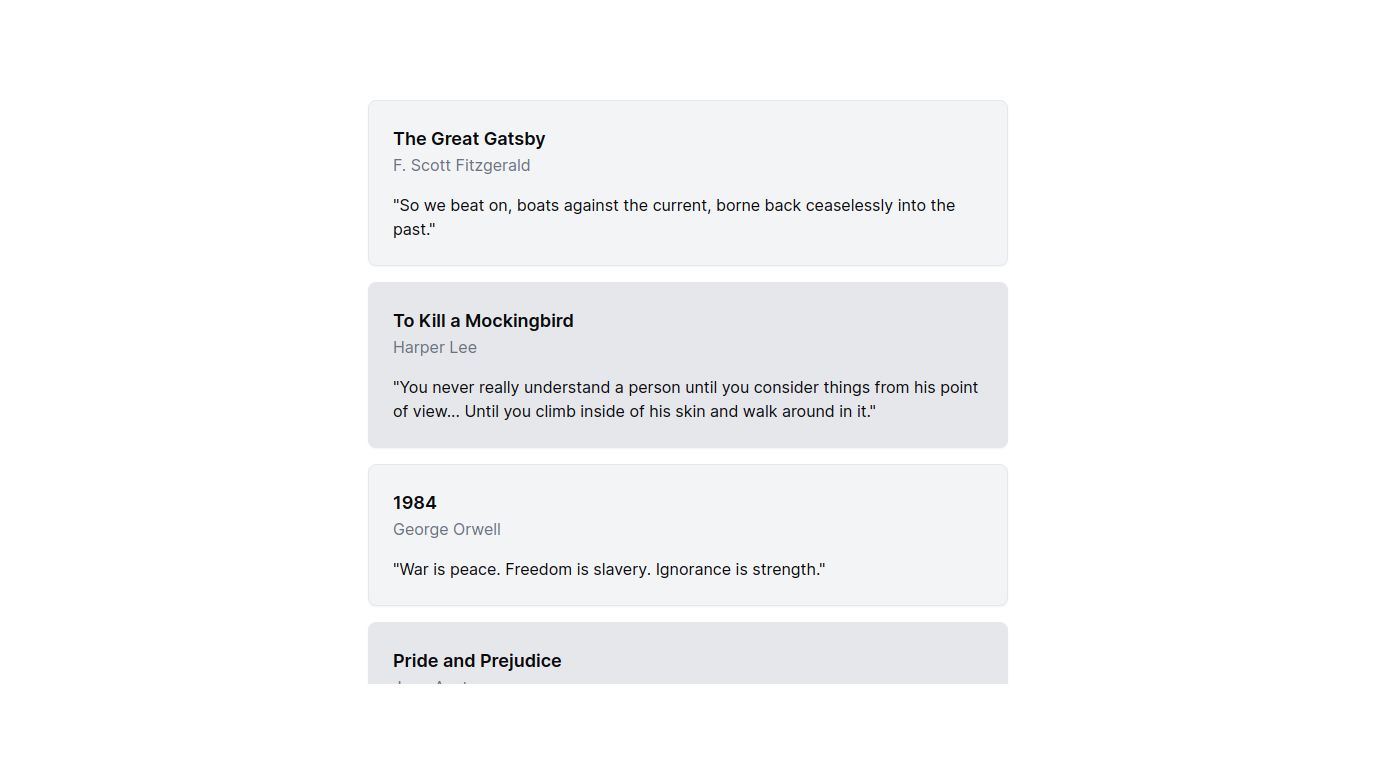 The Great Gatsby
F. Scott Fitzgerald
"So we beat on, boats against the current, borne back ceaselessly into the
past."
To Kill a Mockingbird
Harper Lee
"You never really understand a person until you consider things from his point
of view... Until you climb inside of his skin and walk around in it."
1984
George Orwell
"War is peace. Freedom is slavery. Ignorance is strength."
Pride and Prejudice